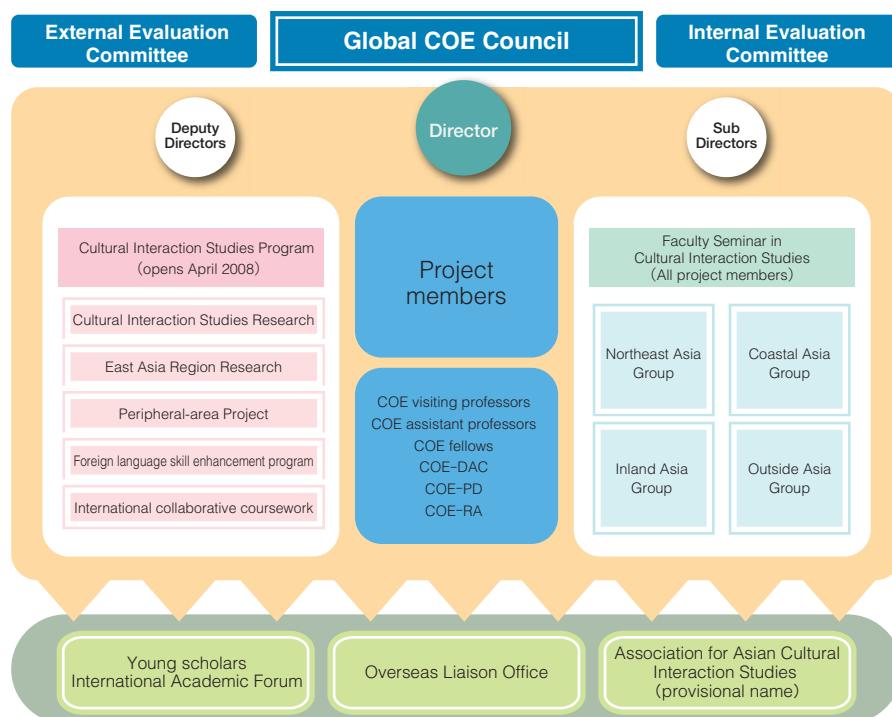 External Evaluation
Committee
Global COE Council
Internal Evaluation
Committee
Deputy
Directors
Director
Sub
Directors
Cultural Interaction Studies Program
(opens April 2008)
Cultural Interaction Studies Research
East Asia Region Research
Peripheral-area Project
Foreign language skill enhancement program
International collaborative coursework
Project
members
COE visiting professors
COE assistant professors
COE fellows
COE-DAC
COE-PD
COE-RA
Faculty Seminar in
Cultural Interaction Studies
(All project members)
Northeast Asia
Group
Coastal Asia
Group
Inland Asia
Group
Outside Asia
Group
Young scholars
International Academic Forum
Overseas Liaison Office
Association for Asian Cultural
Interaction Studies
(provisional name)